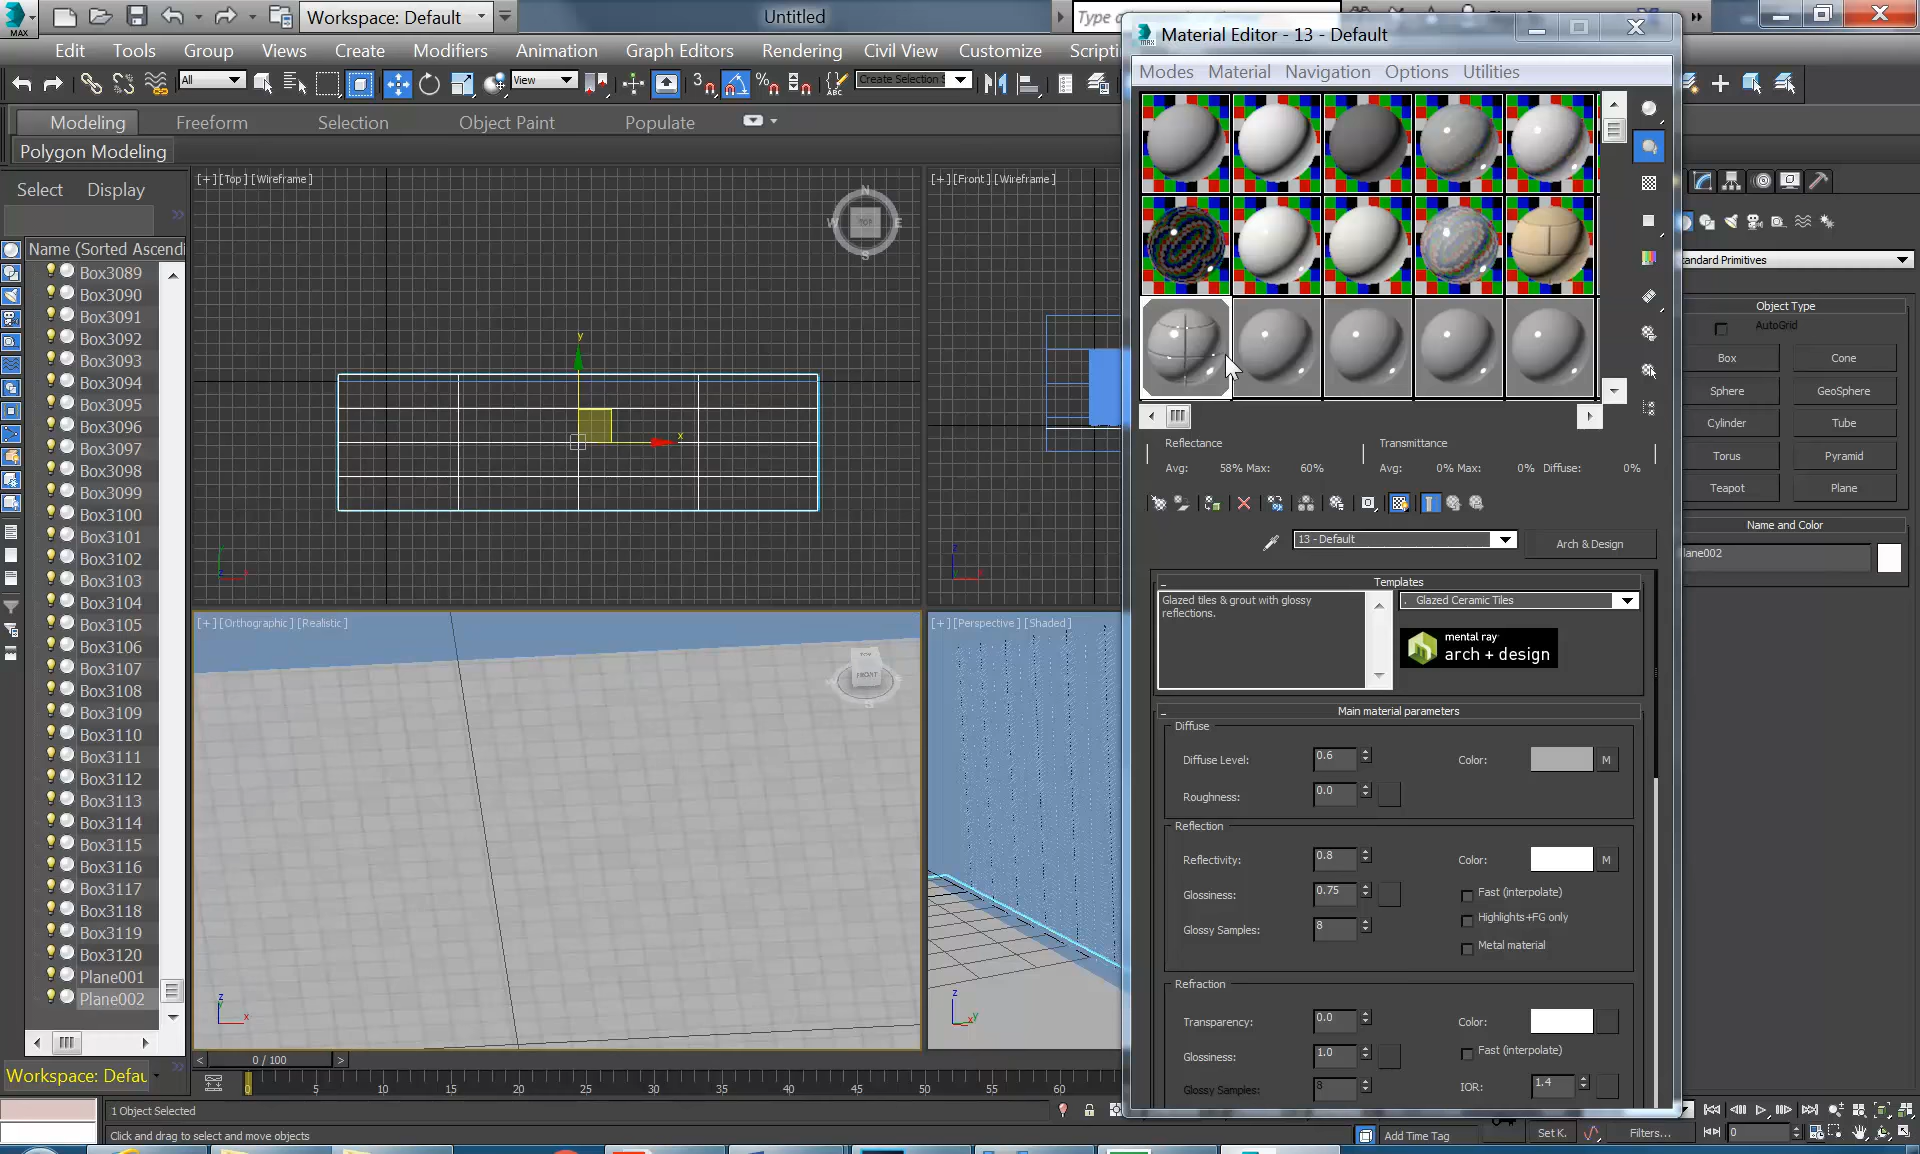 MAX
Workspace: Default
Untitled
Type
Edit Tools Group Views Create Modifiers Animation Graph Editors Rendering Civil View Customize Scripti
All
View
Create Selection S
Modeling Freeform Selection Object Paint Populate
Polygon Modeling
Select Display
Name (Sorted Ascendi
Box3089
Box3090
Box3091
Box3092
Box3093
Box3094
Box3095
Box3096
Box3097
Box3098
Box3099
Box3100
Box3101
Box3102
Box3103
Box3104
Box3105
Box3106
Box3107
Box3108
Box3109
Box3110
Box3111
Box3112
Box3113
Box3114
Box3115
Box3116
Box3117
Box3118
Box3119
Box3120
Plane001
Plane002
Workspace: Defau
[+] [Top] [Wireframe]
[+] [Front] [Wireframe]
[+] [Orthographic] [Realistic]
[+] [Perspective] [Shaded]
TOP
N
W
E
S
y
x
FRONT
z
x
z
xy
0 / 100
0 5 10 15 20 25 30 35 40 45 50 55 60
1 Object Selected
Click and drag to select and move objects
Add Time Tag
Set K.
Filters...
0
Material Editor - 13 - Default
Modes Material Navigation Options Utilities
Reflectance
Avg: 58% Max: 60%
Transmittance
Avg: 0% Max: 0% Diffuse: 0%
13 - Default
Arch & Design
Templates
Glazed tiles & grout with glossy
reflections.
Glazed Ceramic Tiles
mental ray
arch + design
Main material parameters
Diffuse
Diffuse Level: 0.6 Color: M
Roughness: 0.0
Reflection
Reflectivity: 0.8 Color: M
Glossiness: 0.75 Fast (interpolate)
Highlights+FG only
Glossy Samples: 8
Metal material
Refraction
Transparency: 0.0 Color:
Glossiness: 1.0 Fast (interpolate)
Glossy Samples: 8 IOR: 1.4
tandard Primitives
Object Type
AutoGrid
Box Cone
Sphere GeoSphere
Cylinder Tube
Torus Pyramid
Teapot Plane
Name and Color
lane002